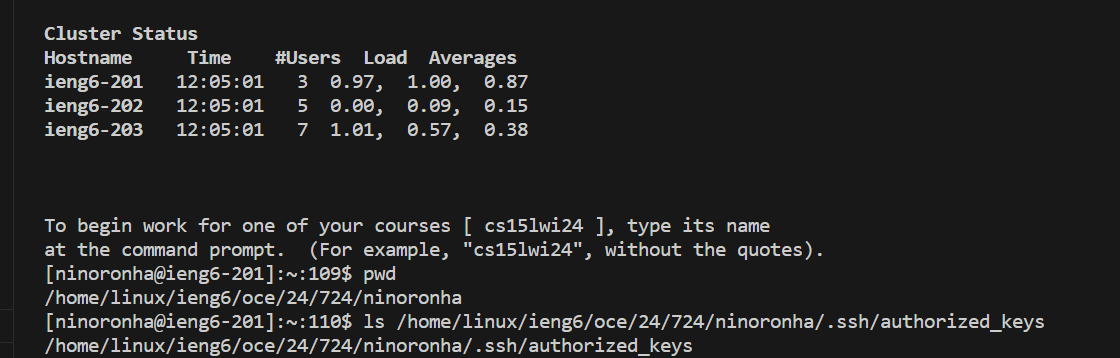 Cluster Status
Hostname     Time    #Users  Load  Averages
ieng6-201   12:05:01   3  0.97,  1.00,  0.87
ieng6-202   12:05:01   5  0.00,  0.09,  0.15
ieng6-203   12:05:01   7  1.01,  0.57,  0.38
To begin work for one of your courses [ cs15lwi24 ], type its name
at the command prompt.  (For example, "cs15lwi24", without the quotes).
[ninoronha@ieng6-201]:~:109$ pwd
/home/linux/ieng6/oce/24/724/ninoronha
[ninoronha@ieng6-201]:~:110$ ls /home/linux/ieng6/oce/24/724/ninoronha/.ssh/authorized_keys
/home/linux/ieng6/oce/24/724/ninoronha/.ssh/authorized_keys